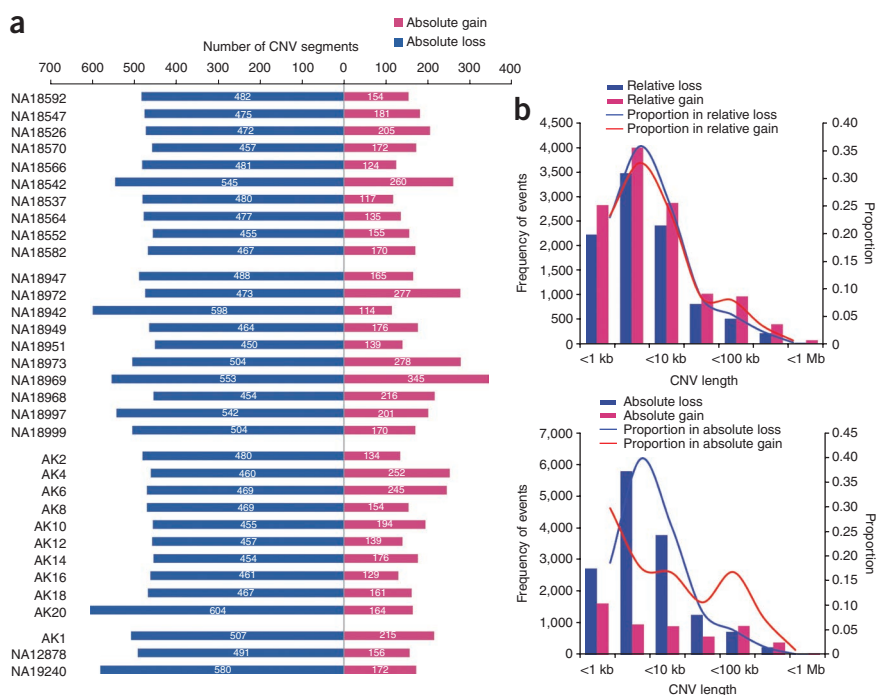 a
Absolute gain
Absolute loss
Number of CNV segments
700 600 500 400 300 200 100 0 100 200 300 400
NA18592 482 154
NA18547 475 181
NA18526 472 205
NA18570 457 172
NA18566 481 124
NA18542 545 260
NA18537 480 117
NA18564 477 135
NA18552 455 155
NA18582 467 170
NA18947 488 165
NA18972 473 277
NA18942 598 114
NA18949 464 176
NA18951 450 139
NA18973 504 278
NA18969 553 345
NA18968 454 216
NA18997 542 201
NA18999 504 170
AK2 480 134
AK4 460 252
AK6 469 245
AK8 469 154
AK10 455 194
AK12 457 139
AK14 454 176
AK16 461 129
AK18 467 161
AK20 604 164
AK1 507 215
NA12878 491 156
NA19240 580 172
b
Relative loss
Relative gain
Proportion in relative loss
Proportion in relative gain
4,500 0.40
4,000 0.35
3,500 0.30
3,000 0.25
2,500 0.20
2,000 0.15
1,500 0.10
1,000 0.05
500 0
0
Frequency of events
Proportion
<1 kb <10 kb <100 kb <1 Mb
CNV length
Absolute loss
Absolute gain
Proportion in absolute loss
Proportion in absolute gain
7,000 0.45
6,000 0.40
5,000 0.35
4,000 0.30
3,000 0.25
2,000 0.20
1,000 0.15
0 0.10
0.05
0
Frequency of events
Proportion
<1 kb <10 kb <100 kb <1 Mb
CNV length